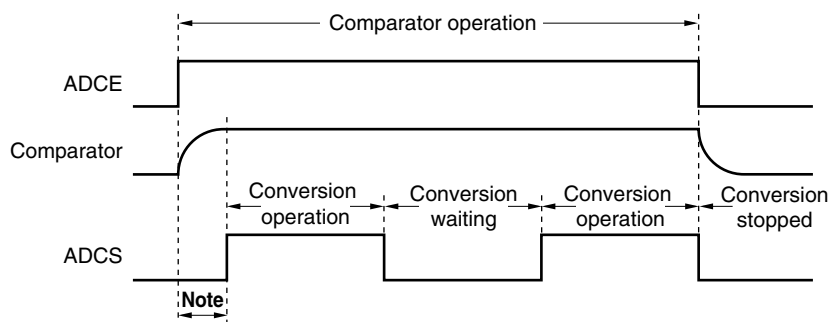 Comparator operation
ADCE
Comparator
Conversion operation
Conversion waiting
Conversion operation
Conversion stopped
ADCS
Note